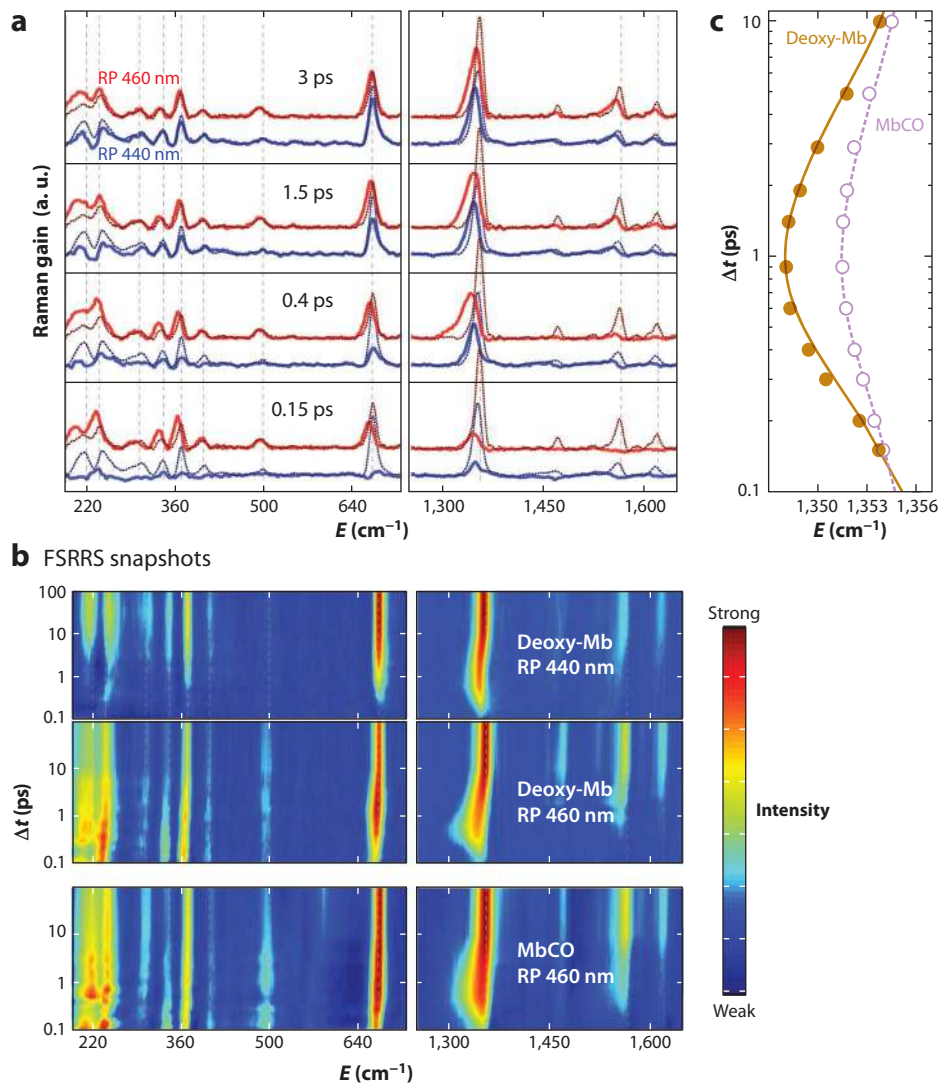 a
RP 460 nm
3 ps
RP 440 nm
1.5 ps
0.4 ps
0.15 ps
Raman gain (a. u.)
220 360 500 640 1,300 1,450 1,600
E (cm⁻¹)
c
10
Deoxy-Mb
MbCO
Δt (ps)
1
0.1
1,350 1,353 1,356
E (cm⁻¹)
b FSRRS snapshots
100
10
1
0.1
Deoxy-Mb
RP 440 nm
10
1
0.1
Deoxy-Mb
RP 460 nm
Δt (ps)
10
1
0.1
MbCO
RP 460 nm
220 360 500 640 1,300 1,450 1,600
E (cm⁻¹)
Strong
Intensity
Weak